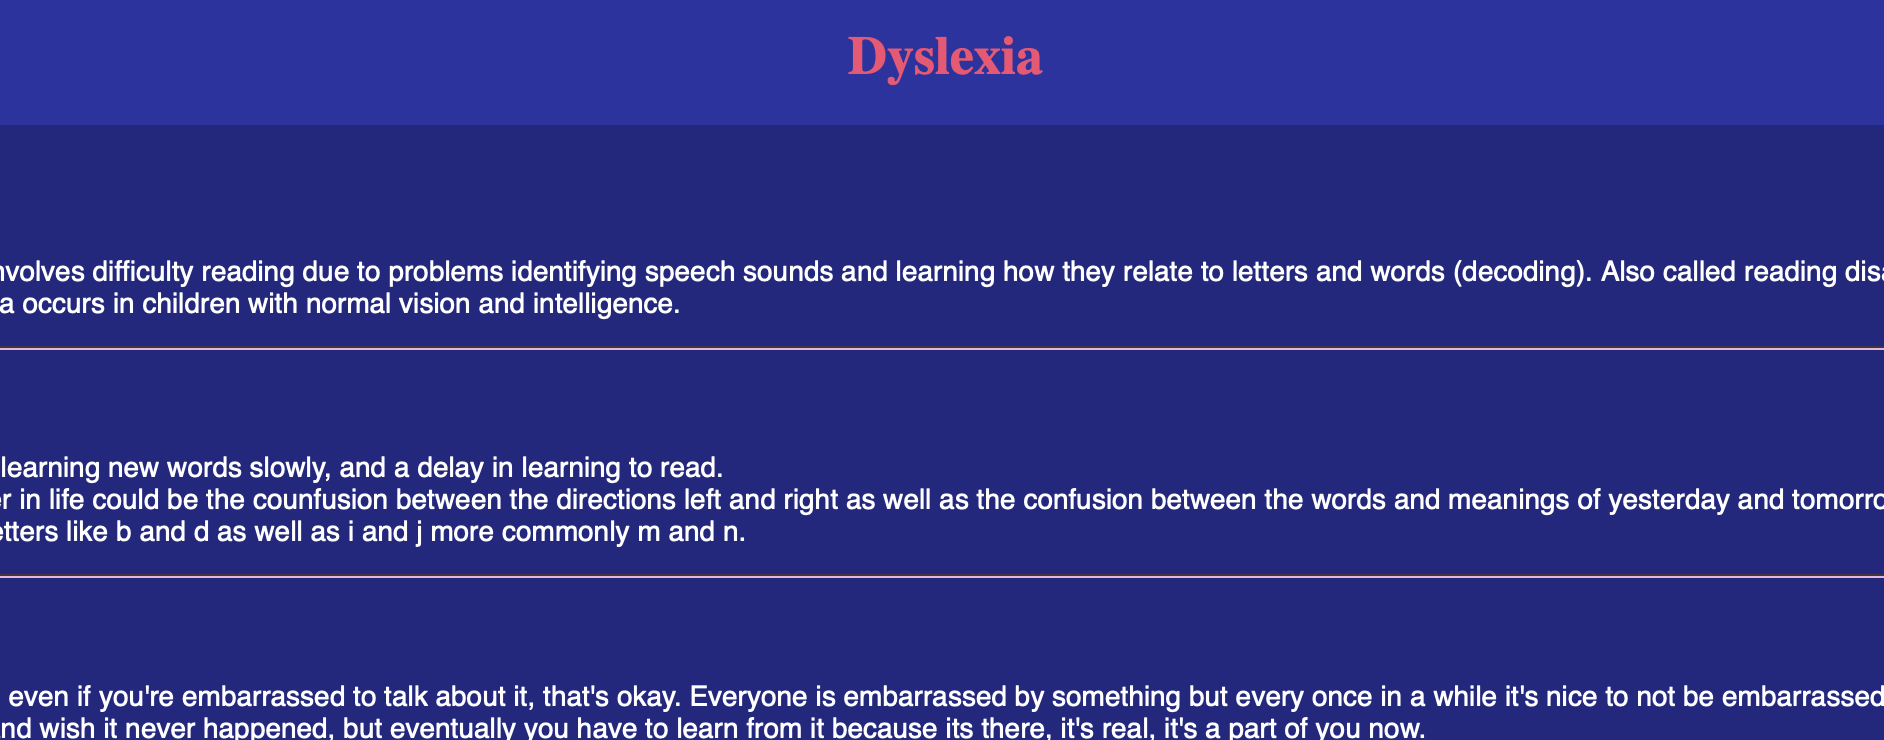 Dyslexia
nvolves difficulty reading due to problems identifying speech sounds and learning how they relate to letters and words (decoding). Also called reading disa
a occurs in children with normal vision and intelligence.
learning new words slowly, and a delay in learning to read.
er in life could be the counfusion between the directions left and right as well as the confusion between the words and meanings of yesterday and tomorro
etters like b and d as well as i and j more commonly m and n.
even if you're embarrassed to talk about it, that's okay. Everyone is embarrassed by something but every once in a while it's nice to not be embarrassed
nd wish it never happened, but eventually you have to learn from it because its there, it's real, it's a part of you now.